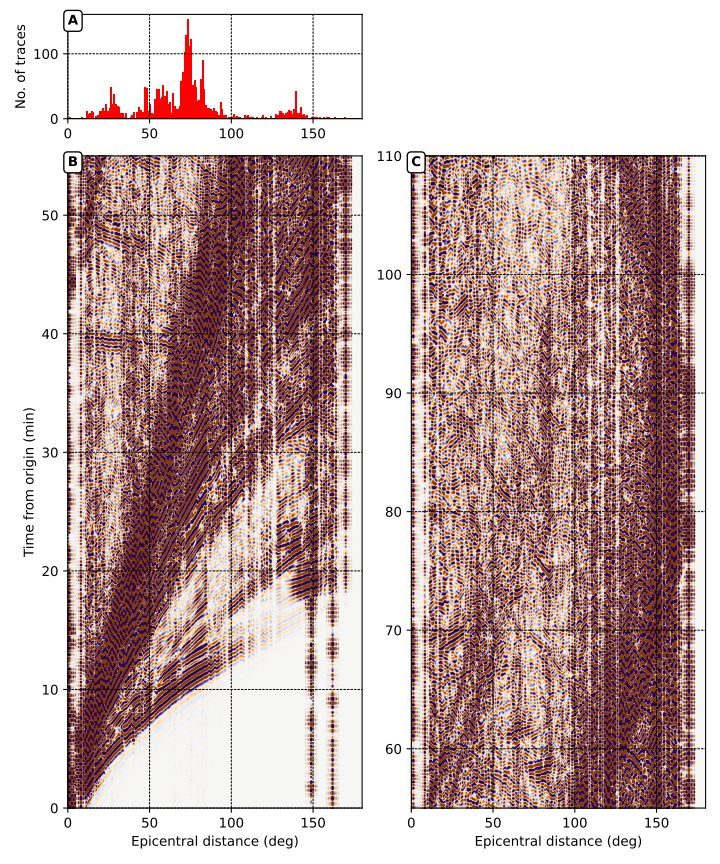 A
No. of traces
100
0
0 50 100 150
B C
Time from origin (min)
50
40
30
20
10
0
0 50 100 150
Epicentral distance (deg)
110
100
90
80
70
60
0 50 100 150
Epicentral distance (deg)